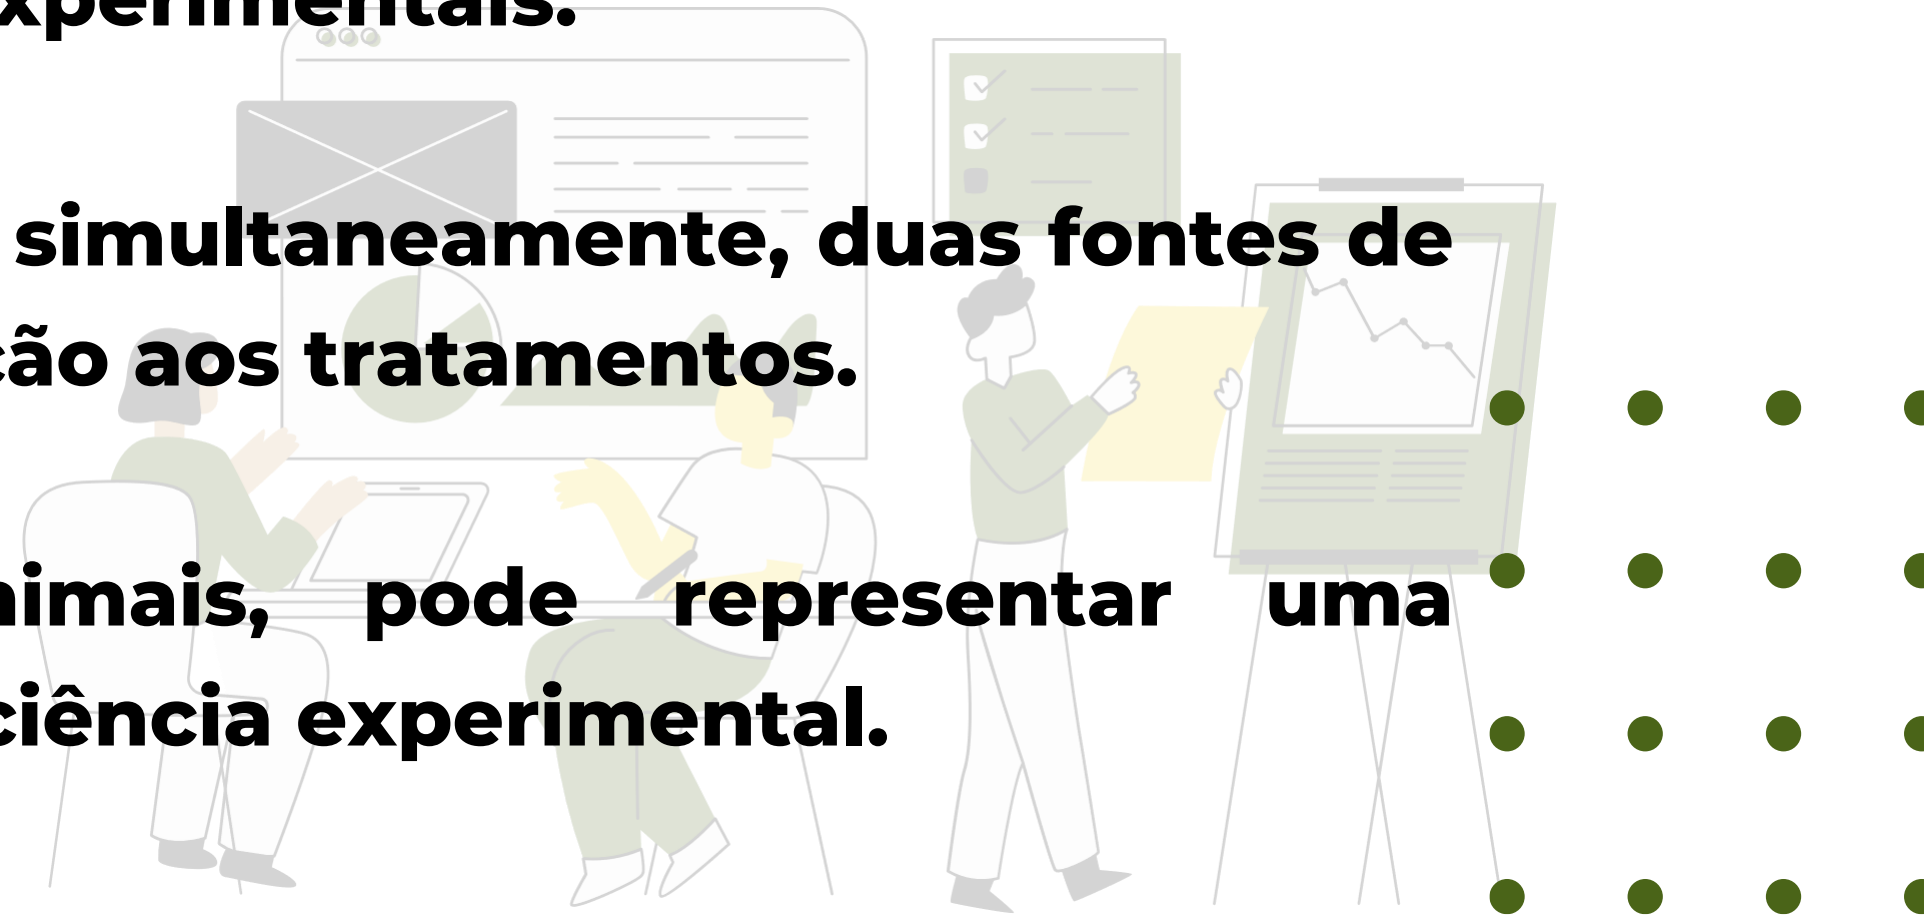 xperimentais.
simultaneamente, duas fontes de
ção aos tratamentos.
nimais, pode representar uma
ciência experimental.